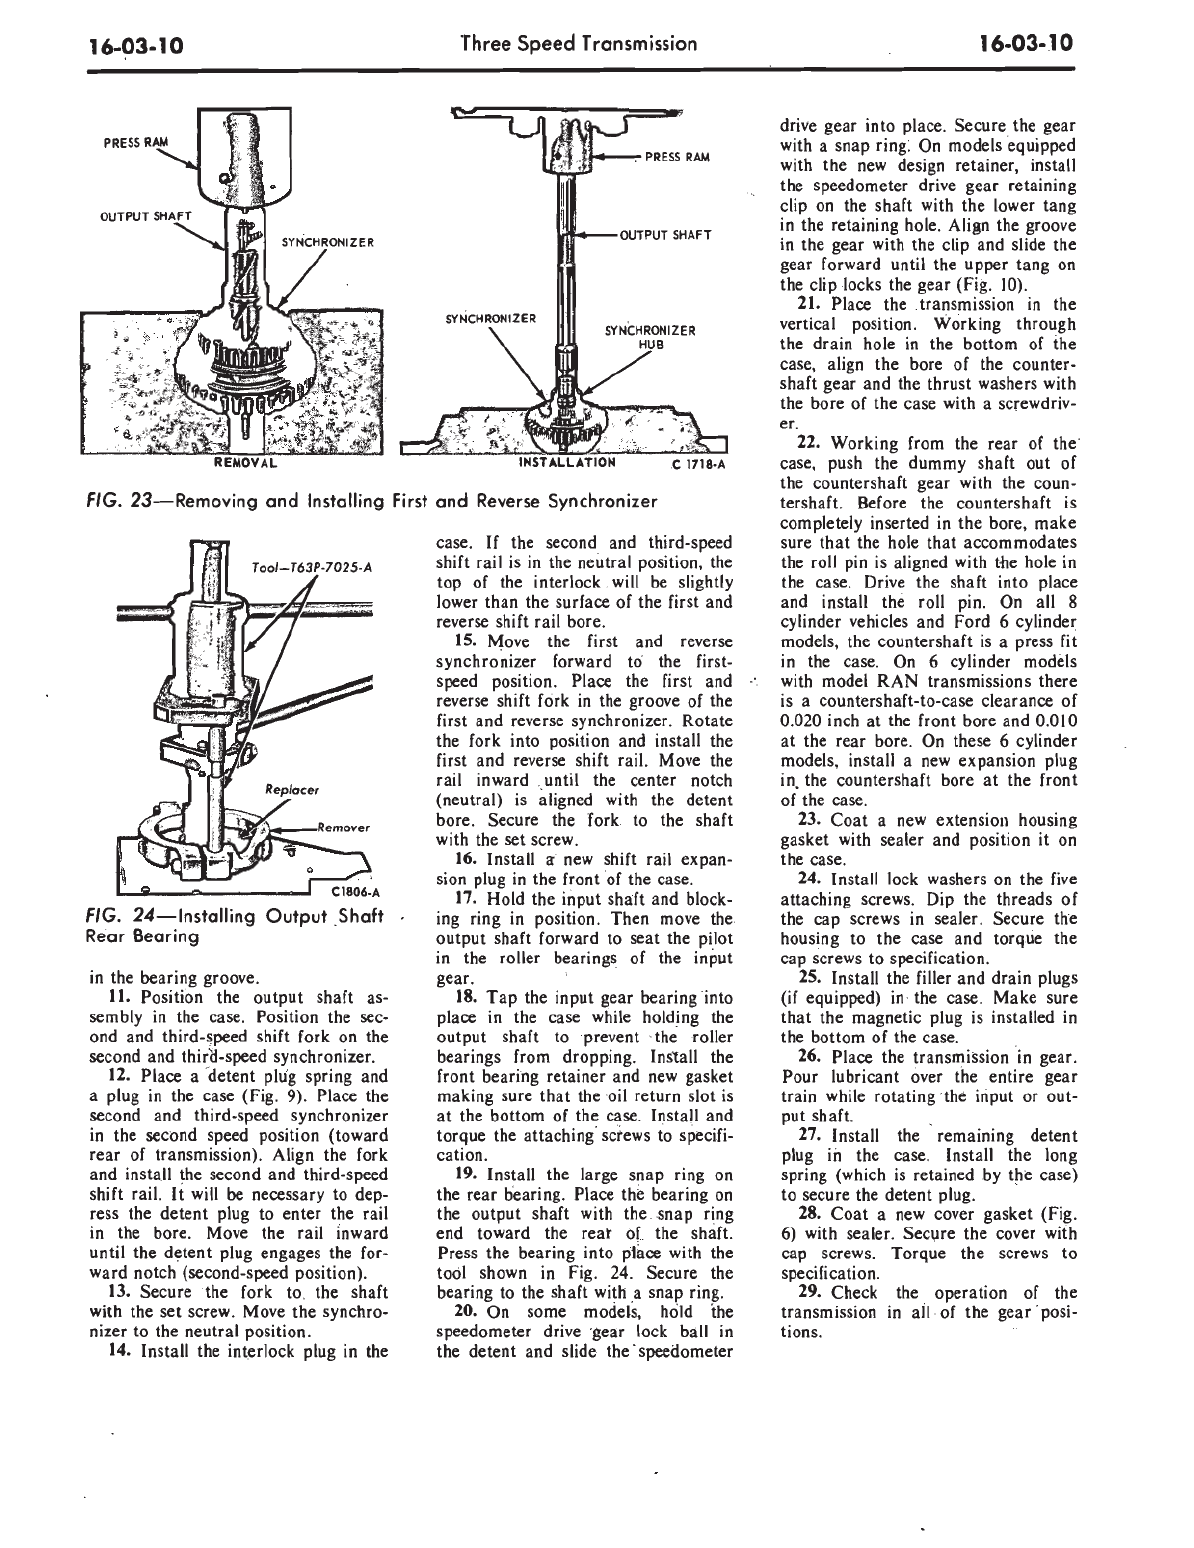 16-03-10
Three Speed Transmission
16-03-10
PRESS RAM
OUTPUT SHAFT
SYNCHRONIZER
REMOVAL
PRESS RAM
OUTPUT SHAFT
SYNCHRONIZER
SYNCHRONIZER
HUB
INSTALLATION
C 1718-A
FIG. 23—Removing and Installing First and Reverse Synchronizer
Tool—T63P-7025-A
Replacer
Remover
C1806-A
FIG. 24—Installing Output Shaft
Rear Bearing
in the bearing groove.
11. Position the output shaft as-
sembly in the case. Position the sec-
ond and third-speed shift fork on the
second and third-speed synchronizer.
12. Place a detent plug spring and
a plug in the case (Fig. 9). Place the
second and third-speed synchronizer
in the second speed position (toward
rear of transmission). Align the fork
and install the second and third-speed
shift rail. It will be necessary to dep-
ress the detent plug to enter the rail
in the bore. Move the rail inward
until the detent plug engages the for-
ward notch (second-speed position).
13. Secure the fork to the shaft
with the set screw. Move the synchro-
nizer to the neutral position.
14. Install the interlock plug in the
case. If the second and third-speed
shift rail is in the neutral position, the
top of the interlock will be slightly
lower than the surface of the first and
reverse shift rail bore.
15. Move the first and reverse
synchronizer forward to the first-
speed position. Place the first and
reverse shift fork in the groove of the
first and reverse synchronizer. Rotate
the fork into position and install the
first and reverse shift rail. Move the
rail inward until the center notch
(neutral) is aligned with the detent
bore. Secure the fork to the shaft
with the set screw.
16. Install a new shift rail expan-
sion plug in the front of the case.
17. Hold the input shaft and block-
ing ring in position. Then move the
output shaft forward to seat the pilot
in the roller bearings of the input
gear.
18. Tap the input gear bearing into
place in the case while holding the
output shaft to prevent the roller
bearings from dropping. Install the
front bearing retainer and new gasket
making sure that the oil return slot is
at the bottom of the case. Install and
torque the attaching screws to specifi-
cation.
19. Install the large snap ring on
the rear bearing. Place the bearing on
the output shaft with the snap ring
end toward the rear of the shaft.
Press the bearing into place with the
tool shown in Fig. 24. Secure the
bearing to the shaft with a snap ring.
20. On some models, hold the
speedometer drive gear lock ball in
the detent and slide the speedometer
drive gear into place. Secure the gear
with a snap ring. On models equipped
with the new design retainer, install
the speedometer drive gear retaining
clip on the shaft with the lower tang
in the retaining hole. Align the groove
in the gear with the clip and slide the
gear forward until the upper tang on
the clip locks the gear (Fig. 10).
21. Place the transmission in the
vertical position. Working through
the drain hole in the bottom of the
case, align the bore of the counter-
shaft gear and the thrust washers with
the bore of the case with a screwdriv-
er.
22. Working from the rear of the
case, push the dummy shaft out of
the countershaft gear with the coun-
tershaft. Before the countershaft is
completely inserted in the bore, make
sure that the hole that accommodates
the roll pin is aligned with the hole in
the case. Drive the shaft into place
and install the roll pin. On all 8
cylinder vehicles and Ford 6 cylinder
models, the countershaft is a press fit
in the case. On 6 cylinder models
with model RAN transmissions there
is a countershaft-to-case clearance of
0.020 inch at the front bore and 0.010
at the rear bore. On these 6 cylinder
models, install a new expansion plug
in the countershaft bore at the front
of the case.
23. Coat a new extension housing
gasket with sealer and position it on
the case.
24. Install lock washers on the five
attaching screws. Dip the threads of
the cap screws in sealer. Secure the
housing to the case and torque the
cap screws to specification.
25. Install the filler and drain plugs
(if equipped) in the case. Make sure
that the magnetic plug is installed in
the bottom of the case.
26. Place the transmission in gear.
Pour lubricant over the entire gear
train while rotating the input or out-
put shaft.
27. Install the remaining detent
plug in the case. Install the long
spring (which is retained by the case)
to secure the detent plug.
28. Coat a new cover gasket (Fig.
6) with sealer. Secure the cover with
cap screws. Torque the screws to
specification.
29. Check the operation of the
transmission in all of the gear posi-
tions.